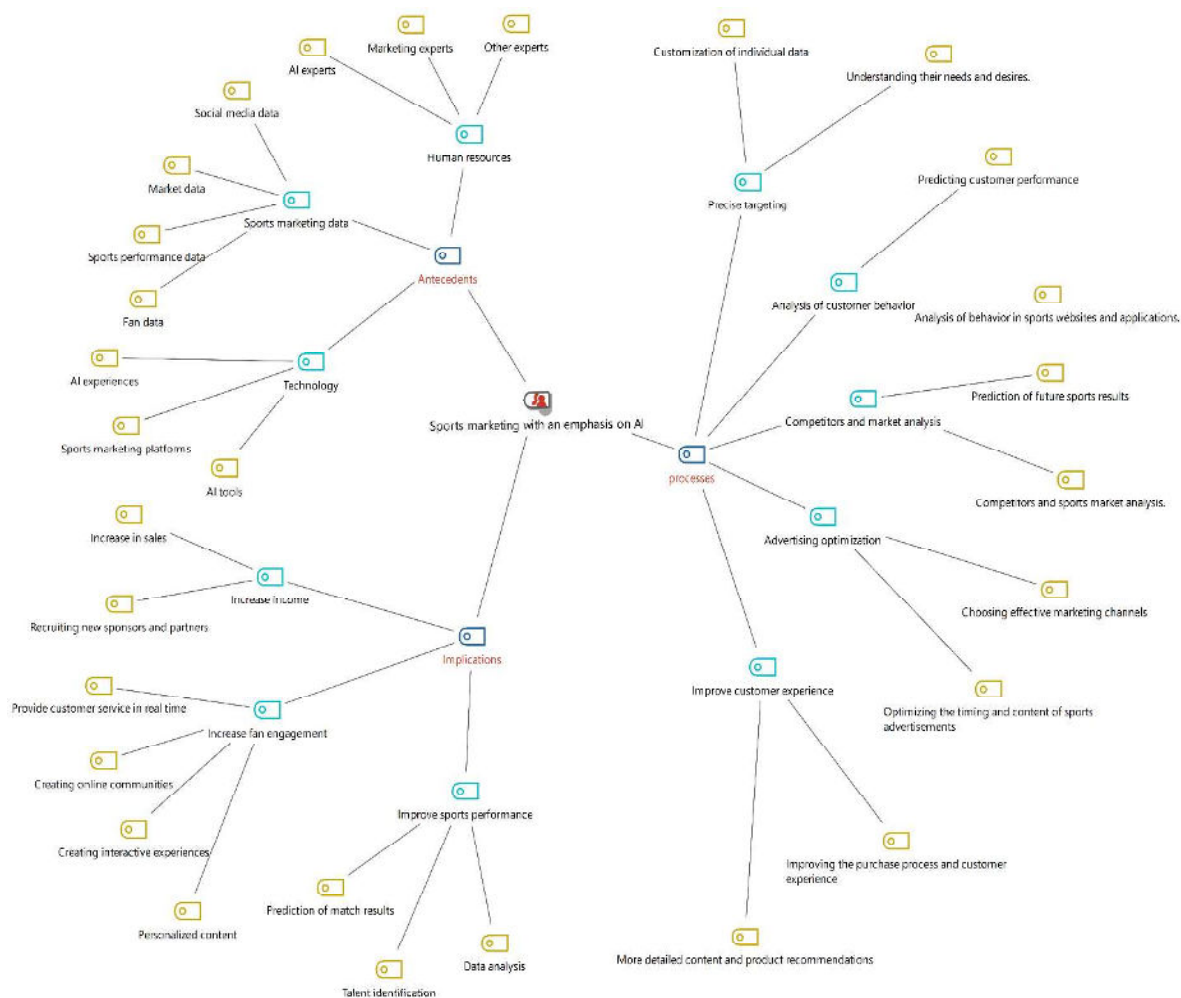 Marketing experts
Other experts
AI experts
Customization of individual data
Understanding their needs and desires.
Social media data
Human resources
Market data
Predicting customer performance
Precise targeting
Sports marketing data
Sports performance data
Antecedents
Analysis of customer behavior
Analysis of behavior in sports websites and applications.
Fan data
AI experiences
Technology
Prediction of future sports results
Competitors and market analysis
Sports marketing with an emphasis on AI
Sports marketing platforms
processes
AI tools
Competitors and sports market analysis.
Increase in sales
Advertising optimization
Increase income
Choosing effective marketing channels
Recruiting new sponsors and partners
Implications
Improve customer experience
Provide customer service in real time
Optimizing the timing and content of sports
advertisements
Increase fan engagement
Creating online communities
Improve sports performance
Creating interactive experiences
Improving the purchase process and customer
experience
Prediction of match results
Personalized content
More detailed content and product recommendations
Data analysis
Talent identification